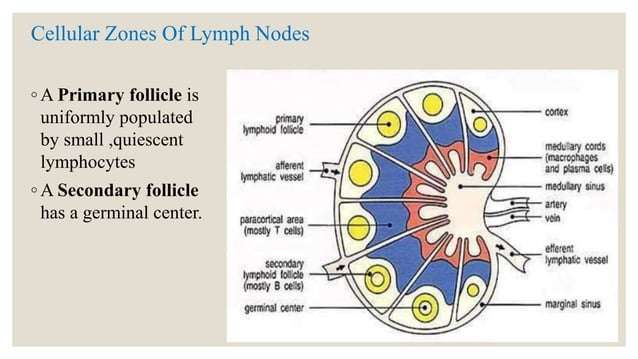 Cellular Zones Of Lymph Nodes
◦ A Primary follicle is
uniformly populated
by small ,quiescent
lymphocytes
◦ A Secondary follicle
has a germinal center.
primary
lymphoid follicle
afferent
lymphatic vessel
paracortical area
(mostly T cells)
secondary
lymphoid follicle
(mostly B cells)
germinal center
cortex
medullary cords
(macrophages
and plasma cells)
medullary sinus
artery
vein
efferent
lymphatic vessel
marginal sinus